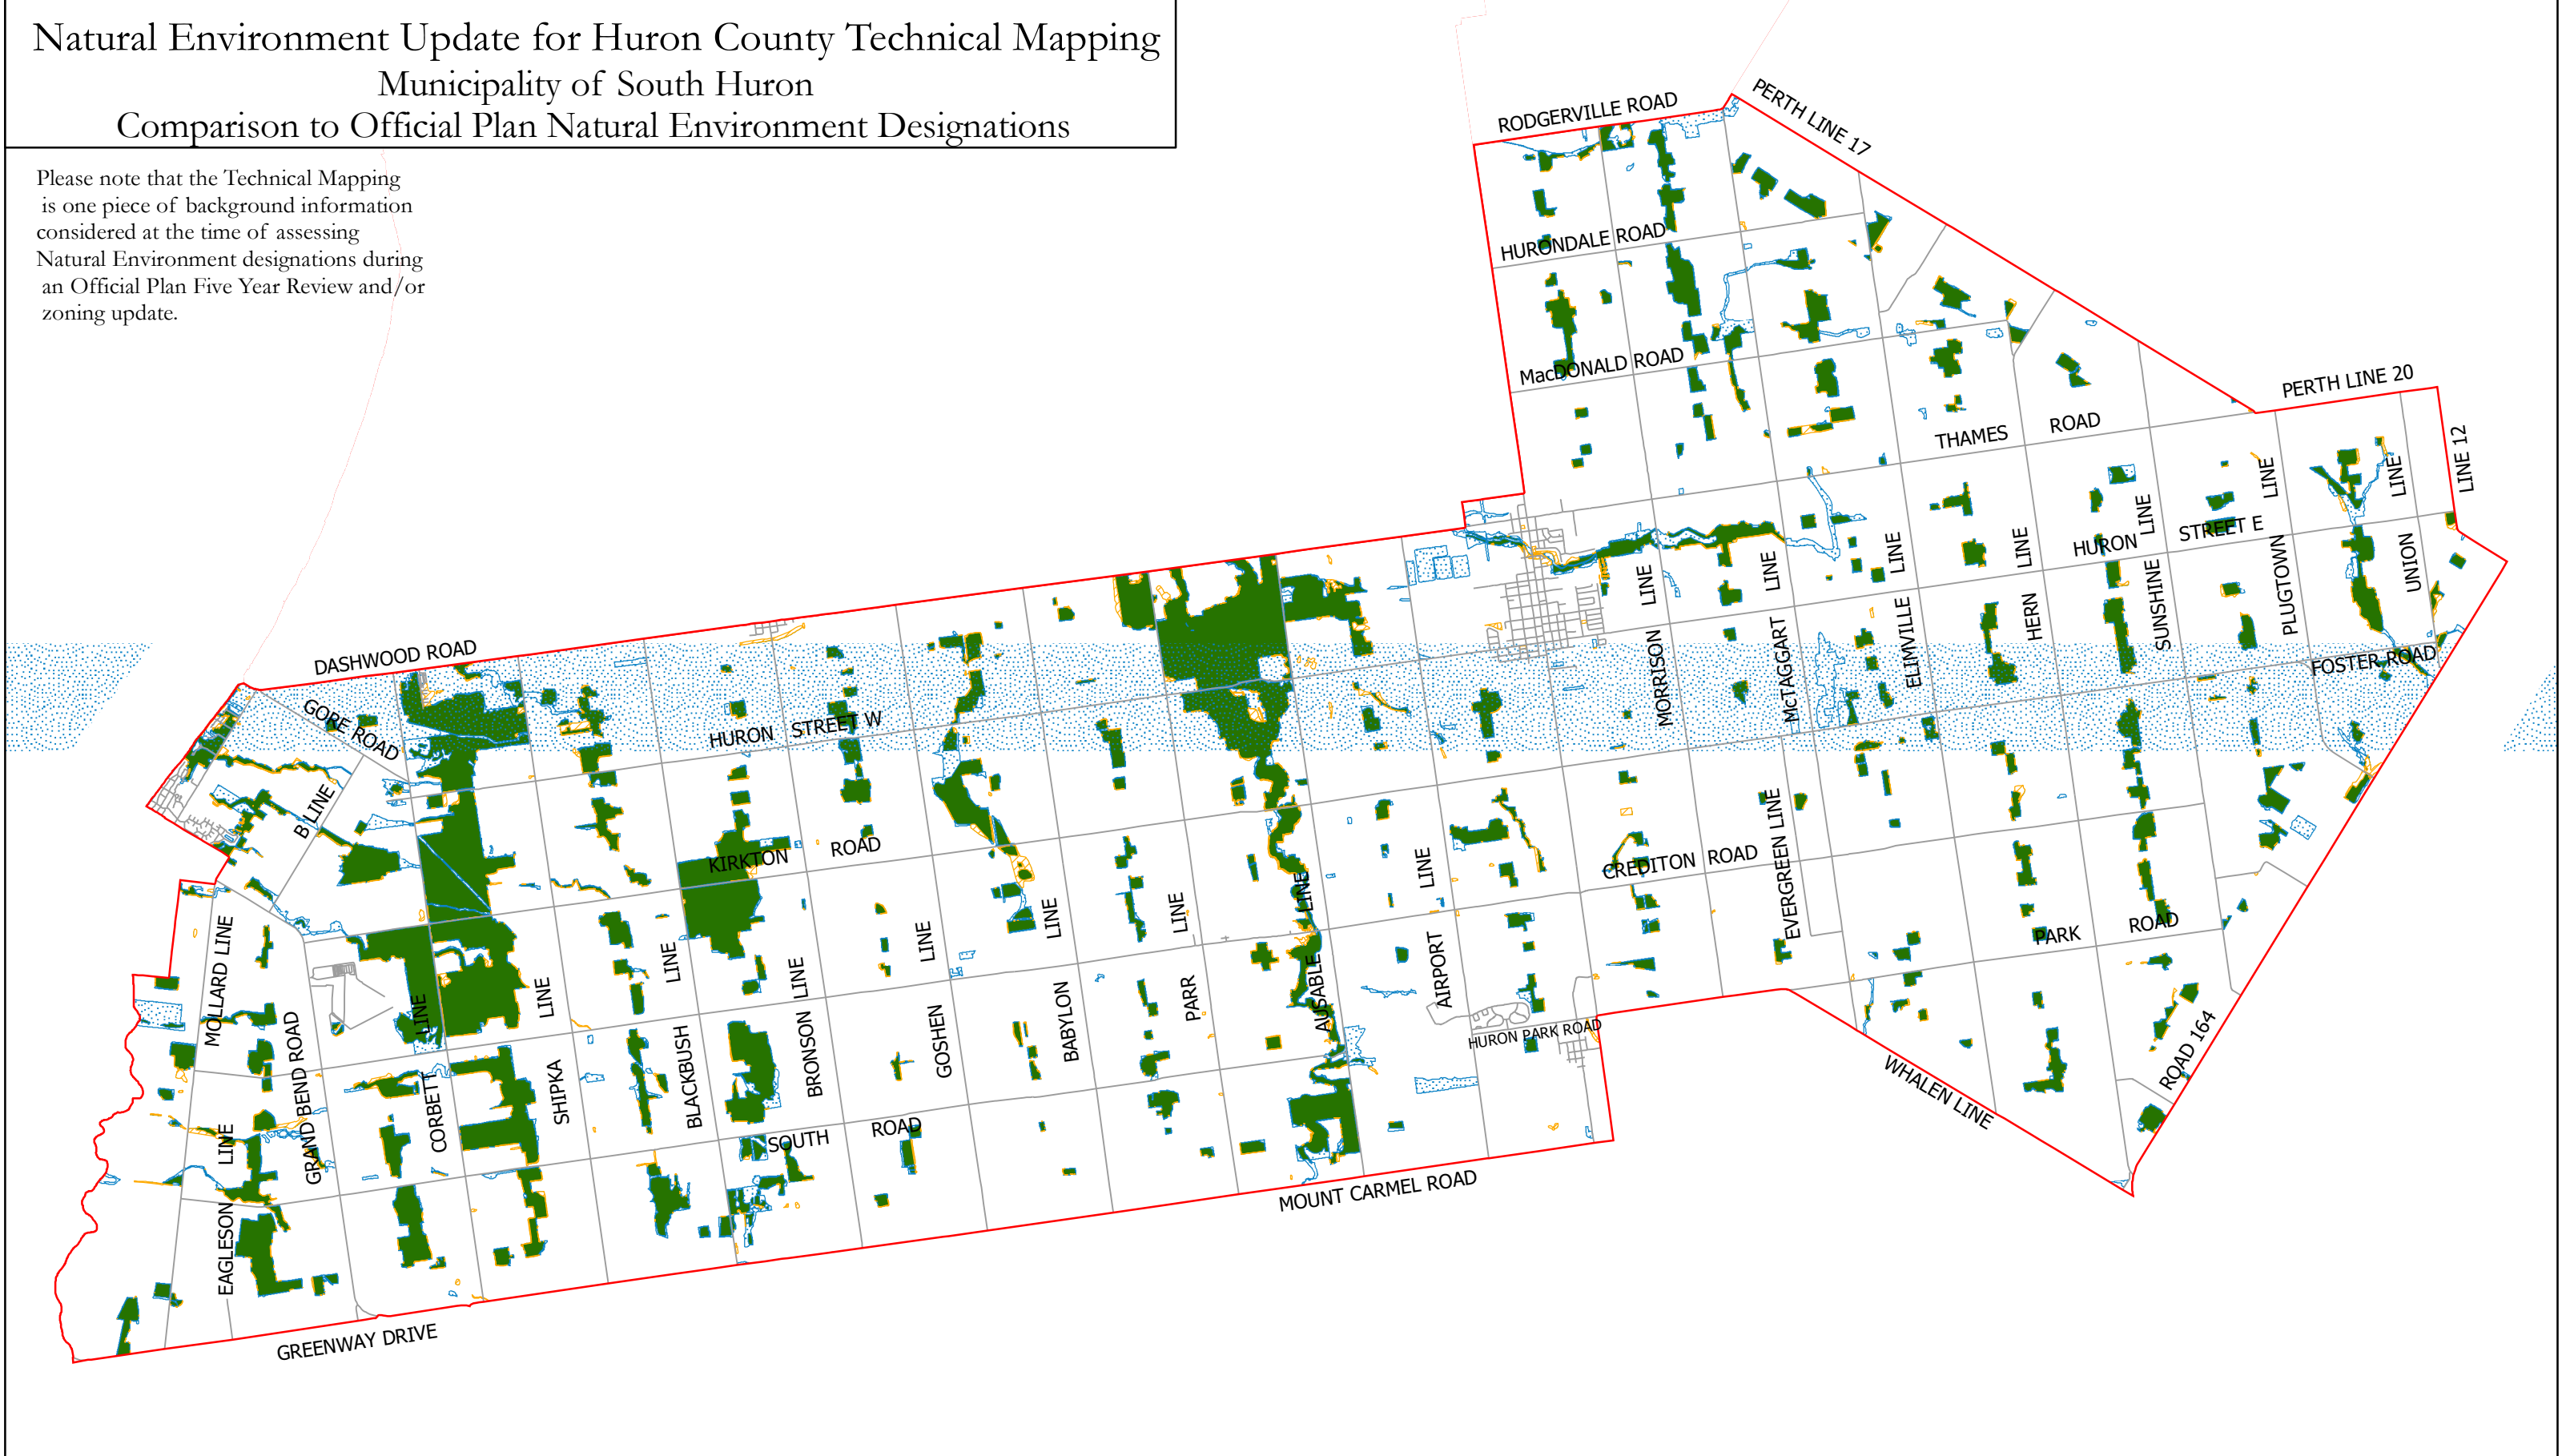 Natural Environment Update for Huron County Technical Mapping
Municipality of South Huron
Comparison to Official Plan Natural Environment Designations
Please note that the Technical Mapping
is one piece of background information
considered at the time of assessing
Natural Environment designations during
an Official Plan Five Year Review and/or
zoning update.
RODGERVILLE ROAD
PERTH LINE 17
HURONDALE ROAD
MacDONALD ROAD
PERTH LINE 20
THAMES ROAD
LINE 12
LINE
LINE
HURON STREET E
LINE
LINE
LINE
LINE
LINE
PLUGTOWN
UNION
SUNSHINE
HERN
ELIMVILLE
McTAGGART
MORRISON
FOSTER ROAD
DASHWOOD ROAD
GORE ROAD
HURON STREET W
B LINE
KIRKTON ROAD
CREDITON ROAD
EVERGREEN LINE
LINE
LINE
LINE
LINE
LINE
PARK ROAD
MOLLARD LINE
LINE
LINE
LINE
LINE
AIRPORT
AUSABLE
PARR
BABYLON
GOSHEN
BRONSON
BLACKBUSH
SHIPKA
CORBETT
GRAND BEND ROAD
HURON PARK ROAD
ROAD 164
WHALEN LINE
SOUTH ROAD
LINE
EAGLESON
MOUNT CARMEL ROAD
GREENWAY DRIVE